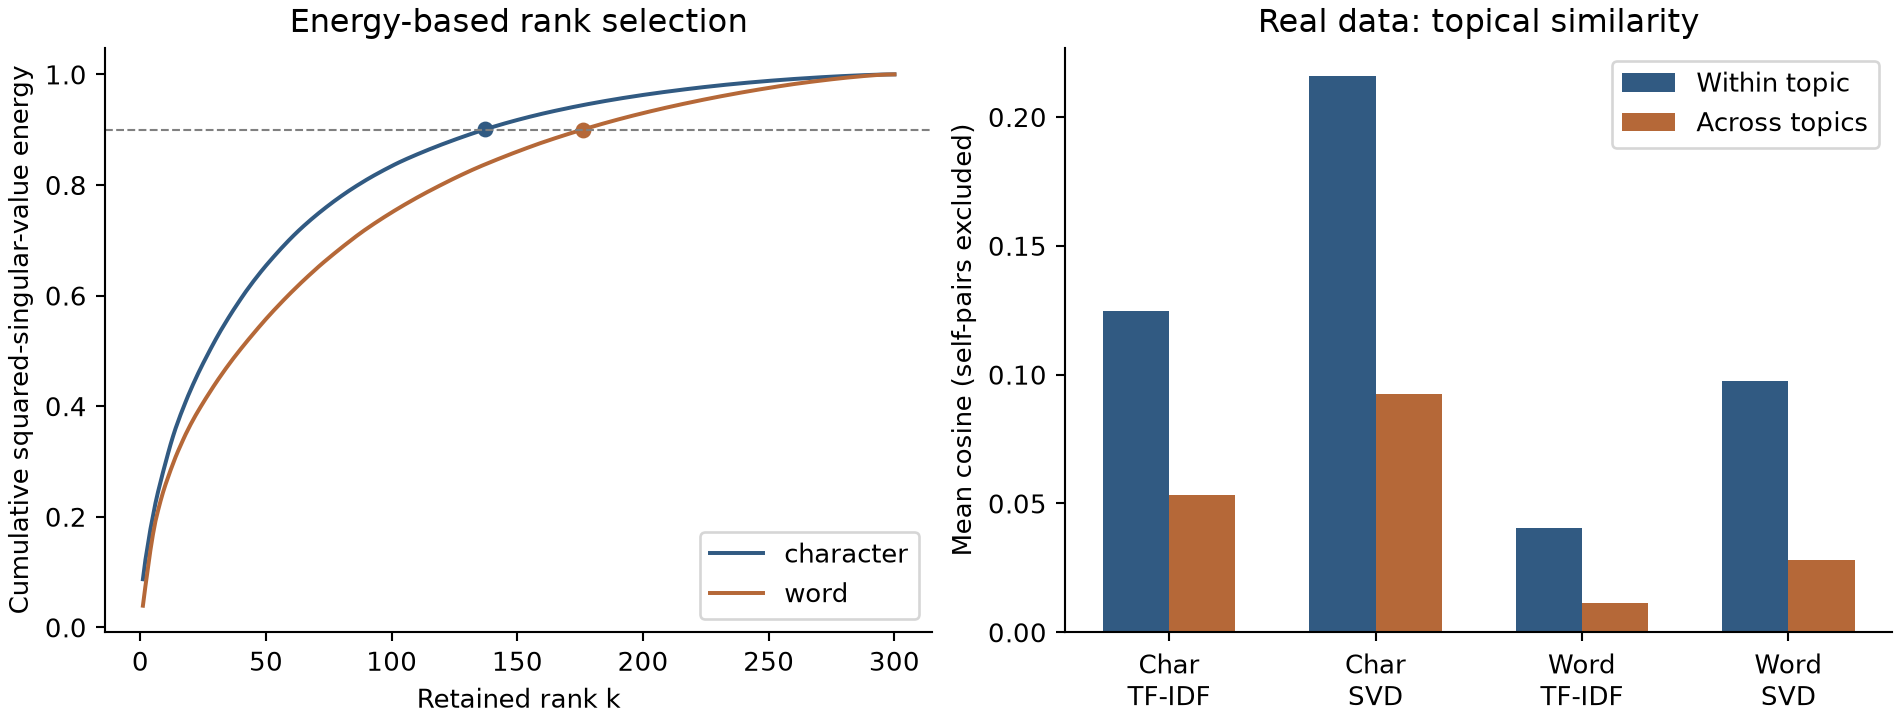 Energy-based rank selection
Cumulative squared-singular-value energy
1.0
0.8
0.6
0.4
0.2
0.0
0
50
100
150
200
250
300
Retained rank k
character
word
Real data: topical similarity
Mean cosine (self-pairs excluded)
0.20
0.15
0.10
0.05
0.00
Within topic
Across topics
Char
TF-IDF
Char
SVD
Word
TF-IDF
Word
SVD